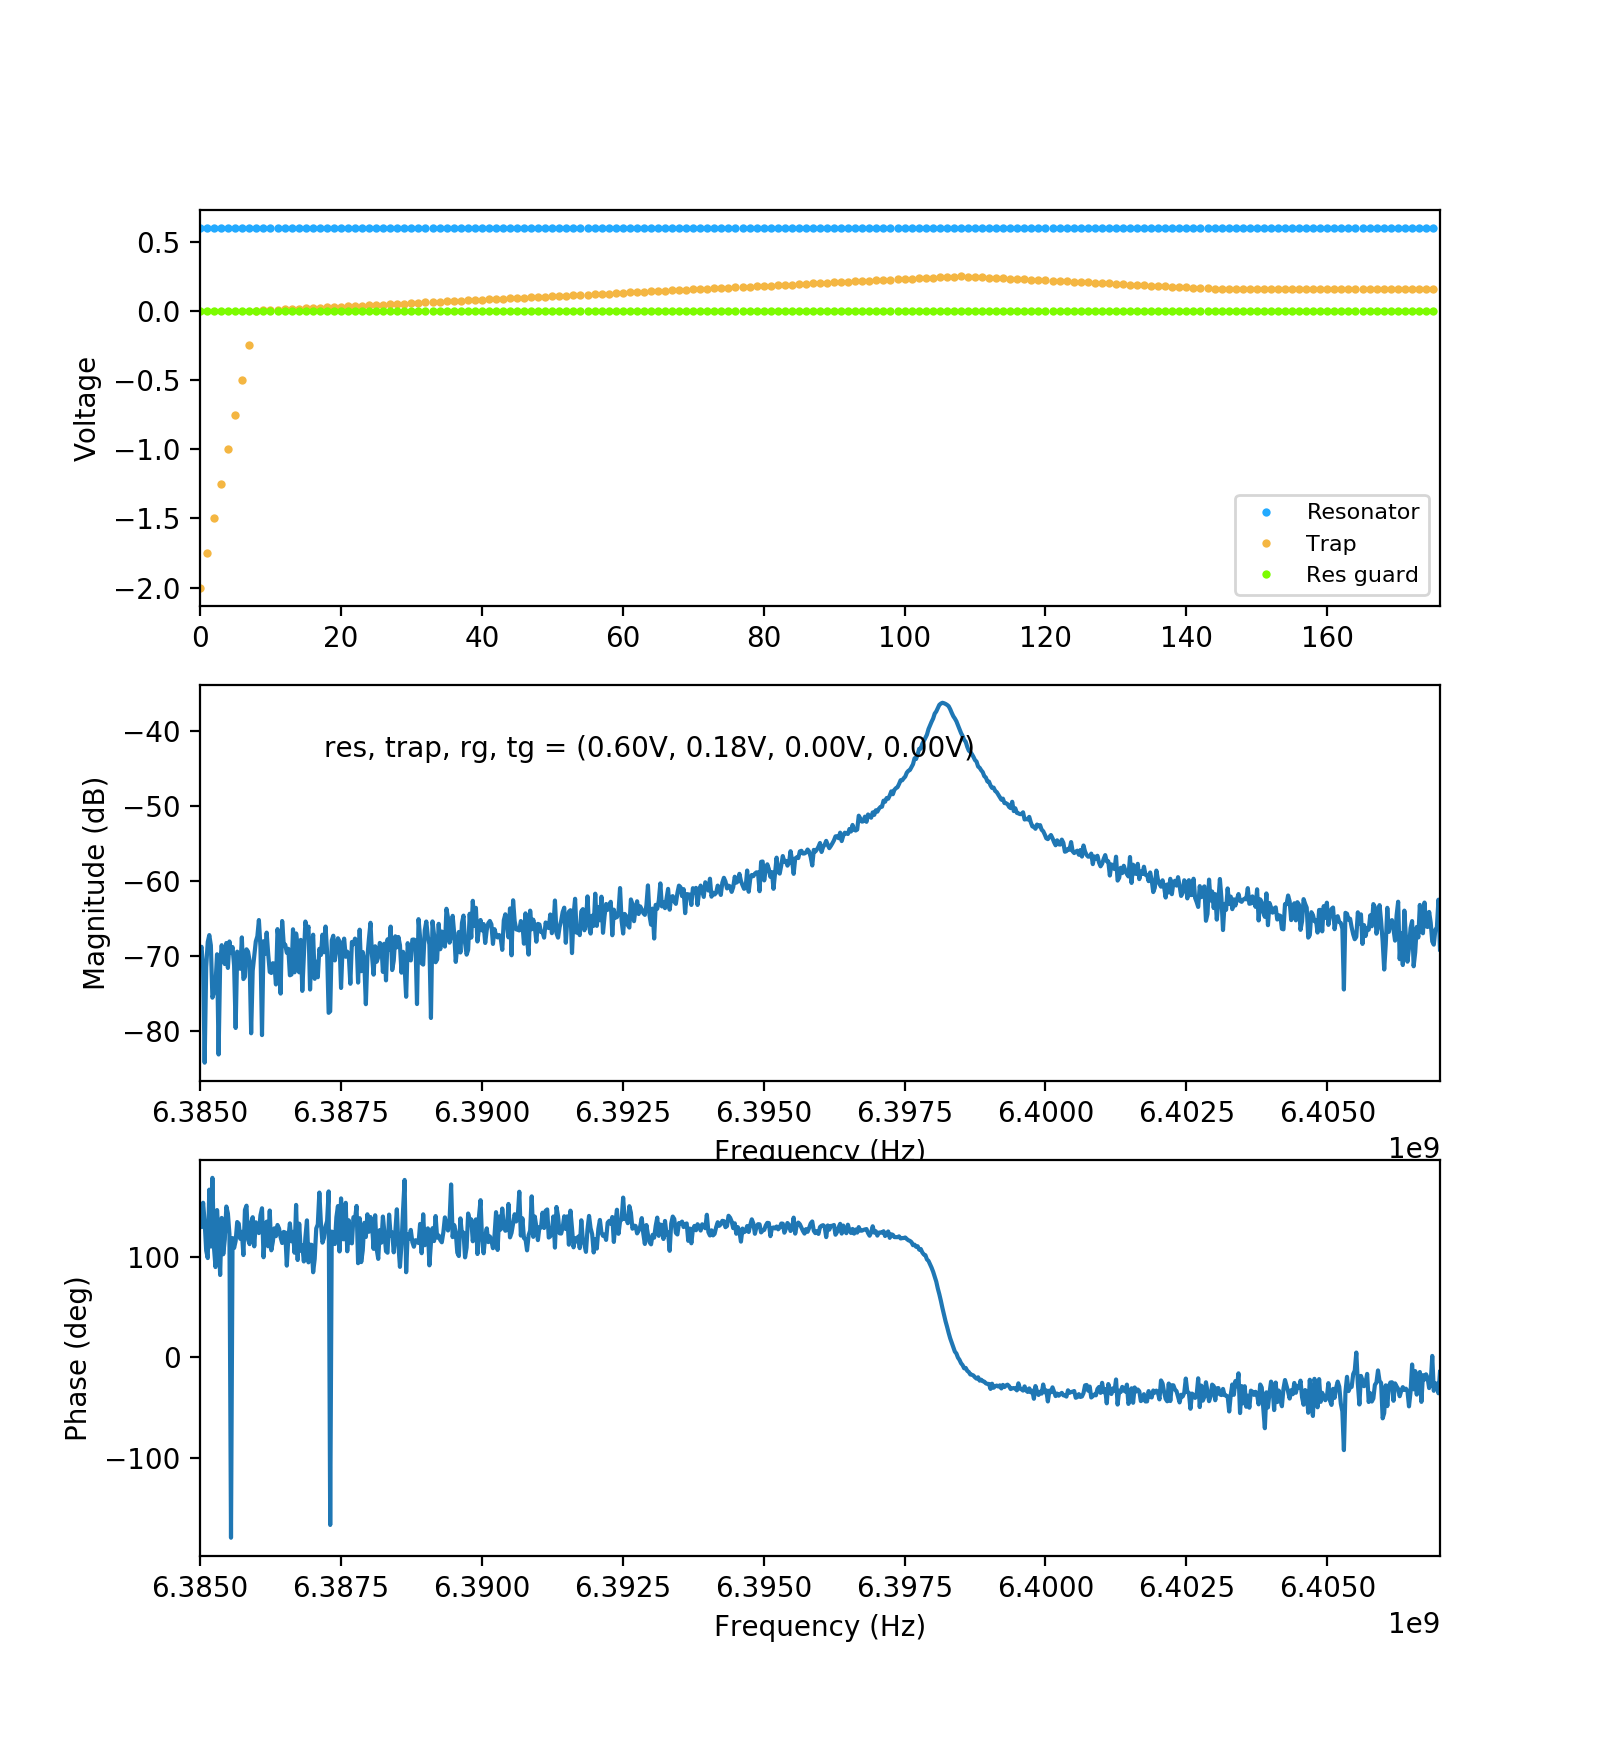 0.5
0.0
−0.5
−1.0
−1.5
−2.0
Voltage
Resonator
Trap
Res guard
0 20 40 60 80 100 120 140 160
−40
−50
−60
−70
−80
Magnitude (dB)
res, trap, rg, tg = (0.60V, 0.18V, 0.00V, 0.00V)
6.3850 6.3875 6.3900 6.3925 6.3950 6.3975 6.4000 6.4025 6.4050
Frequency (Hz)
1e9
100
0
−100
Phase (deg)
6.3850 6.3875 6.3900 6.3925 6.3950 6.3975 6.4000 6.4025 6.4050
Frequency (Hz)
1e9